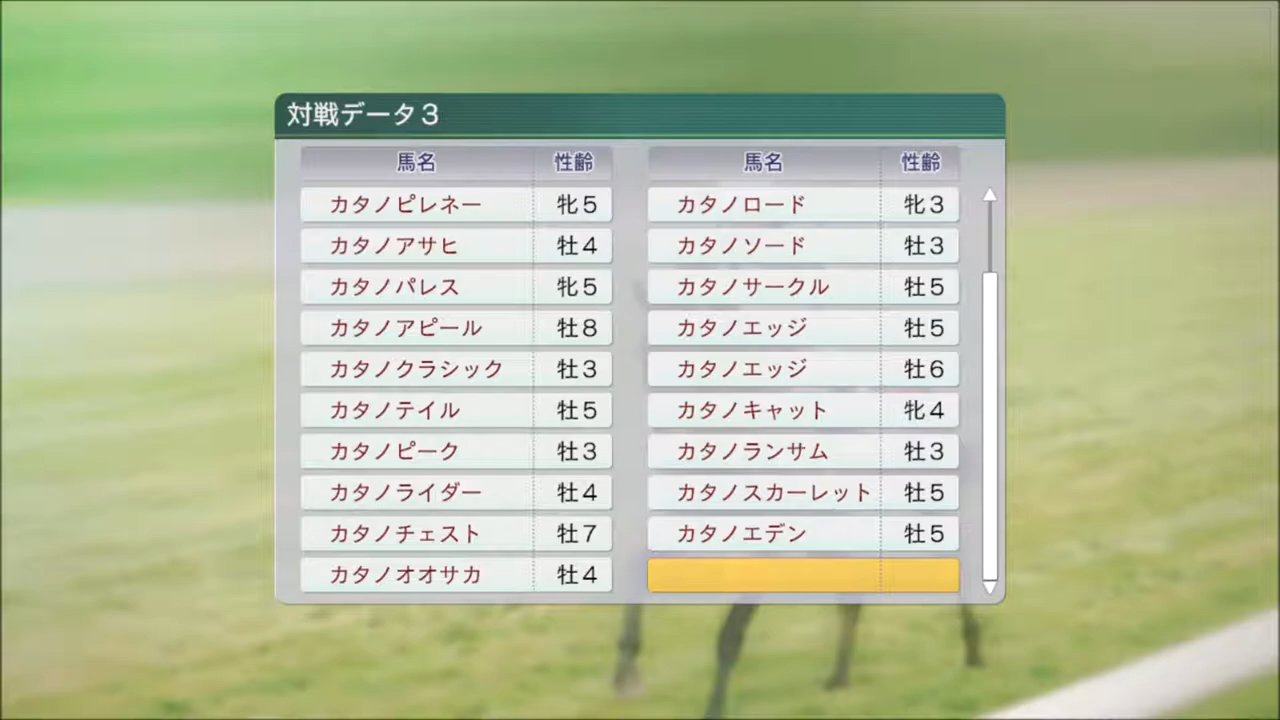 対戦データ3
馬名 性齢 馬名 性齢
カタノピレネー 牝5 カタノロード 牝3
カタノアサヒ 牡4 カタノソード 牡3
カタノパレス 牝5 カタノサークル 牡5
カタノアピール 牡8 カタノエッジ 牡5
カタノクラシック 牡3 カタノエッジ 牡6
カタノテイル 牡5 カタノキャット 牝4
カタノピーク 牡3 カタノランサム 牡3
カタノライダー 牡4 カタノスカーレット 牡5
カタノチェスト 牡7 カタノエデン 牡5
カタノオオサカ 牡4